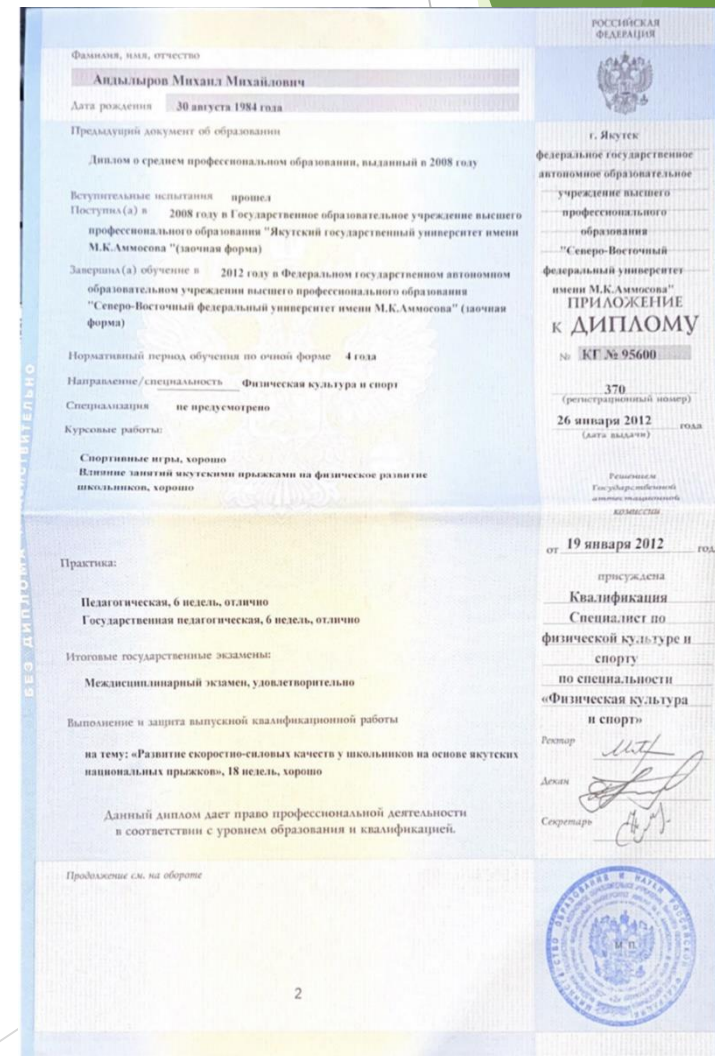 Фамилия, имя, отчество
Андылыров Михаил Михайлович
Дата рождения 30 августа 1984 года
Предыдущий документ об образовании
Диплом о среднем профессиональном образовании, выданный в 2008 году
Вступительные испытания прошел
Поступил(а) в 2008 году в Государственное образовательное учреждение высшего
профессионального образования "Якутский государственный университет имени
М.К.Аммосова "(заочная форма)
Завершил(а) обучение в 2012 году в Федеральном государственном автономном
образовательном учреждении высшего профессионального образования
"Северо-Восточный федеральный университет имени М.К.Аммосова" (заочная
форма)
Нормативный период обучения по очной форме 4 года
Направление/специальность Физическая культура и спорт
Специализация не предусмотрено
Курсовые работы:
Спортивные игры, хорошо
Влияние занятий якутскими прыжками на физическое развитие
школьников, хорошо
Практика:
Педагогическая, 6 недель, отлично
Государственная педагогическая, 6 недель, отлично
Итоговые государственные экзамены:
Междисциплинарный экзамен, удовлетворительно
Выполнение и защита выпускной квалификационной работы
на тему: «Развитие скоростно-силовых качеств у школьников на основе якутских
национальных прыжков», 18 недель, хорошо
Данный диплом дает право профессиональной деятельности
в соответствии с уровнем образования и квалификацией.
Продолжение см. на обороте
2
БЕЗ ДИПЛОМА
РОССИЙСКАЯ
ФЕДЕРАЦИЯ
г. Якутск
федеральное государственное
автономное образовательное
учреждение высшего
профессионального
образования
"Северо-Восточный
федеральный университет
имени М.К.Аммосова"
ПРИЛОЖЕНИЕ
к ДИПЛОМУ
№ КГ № 95600
370
(регистрационный номер)
26 января 2012 года
(дата выдачи)
Решением
Государственной
аттестационной
комиссии
от 19 января 2012 год
присуждена
Квалификация
Специалист по
физической культуре и
спорту
по специальности
«Физическая культура
и спорт»
Ректор
Декан
Секретарь
М. П.